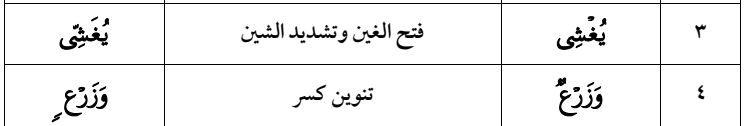 ٣ يُغْشِى فتح الغين وتشديد الشين يُغَشِّى
٤ وَزَرْعٌ تنوين كسر وَزَرْعٍ